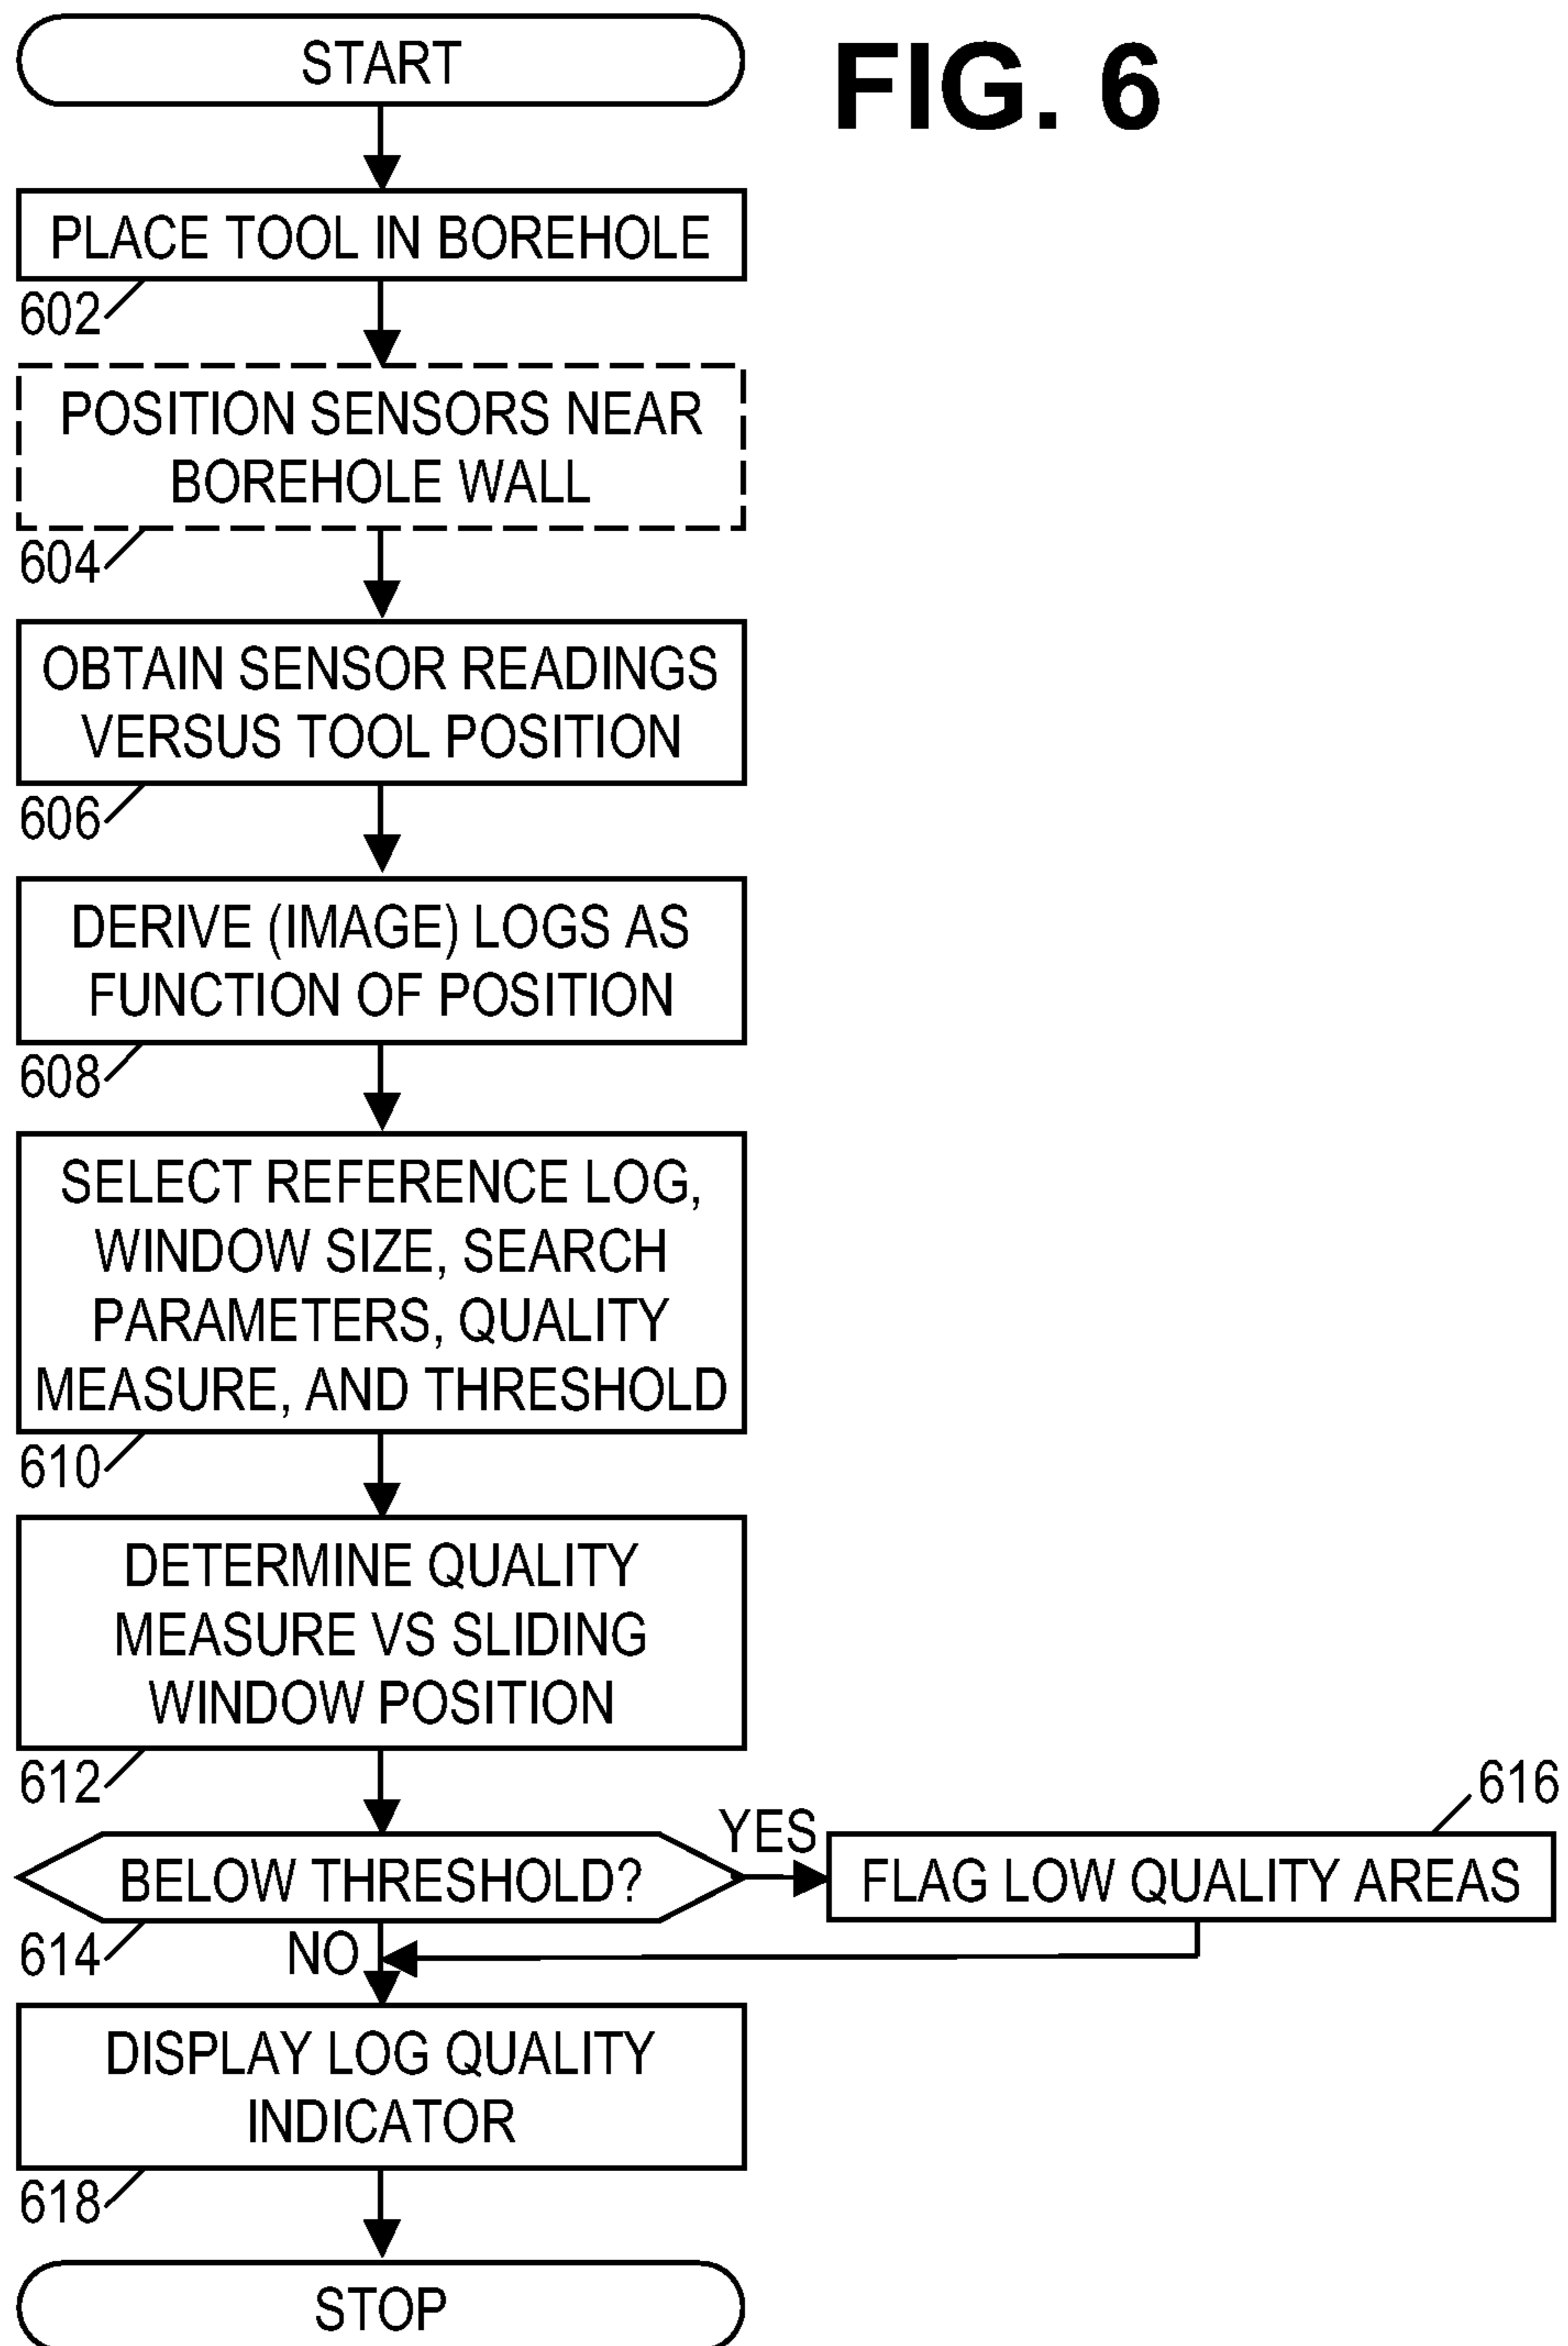 START
FIG. 6
PLACE TOOL IN BOREHOLE
602
POSITION SENSORS NEAR
BOREHOLE WALL
604
OBTAIN SENSOR READINGS
VERSUS TOOL POSITION
606
DERIVE (IMAGE) LOGS AS
FUNCTION OF POSITION
608
SELECT REFERENCE LOG,
WINDOW SIZE, SEARCH
PARAMETERS, QUALITY
MEASURE, AND THRESHOLD
610
DETERMINE QUALITY
MEASURE VS SLIDING
WINDOW POSITION
612
BELOW THRESHOLD?
614
YES
616
FLAG LOW QUALITY AREAS
NO
DISPLAY LOG QUALITY
INDICATOR
618
STOP